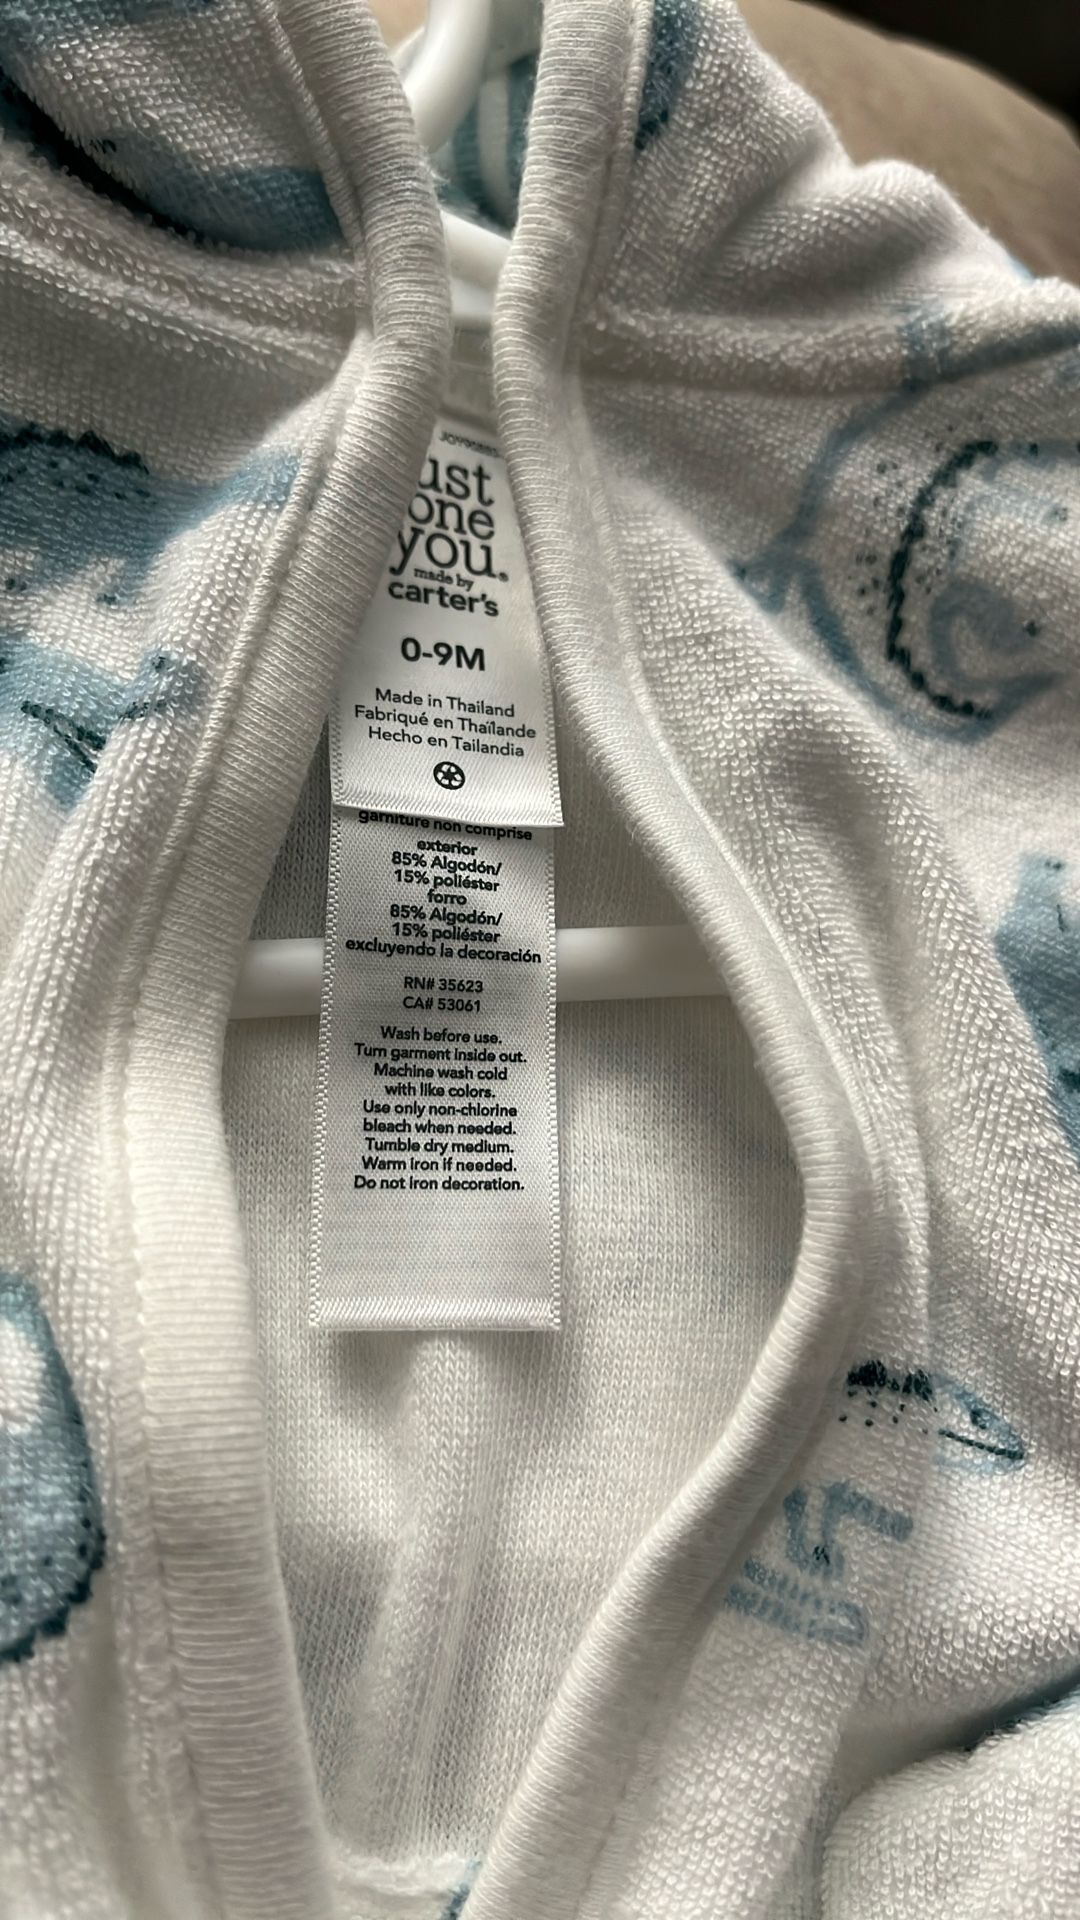 ust
one
you.
made by
carter's
0-9M
Made in Thailand
Fabriqué en Thaïlande
Hecho en Tailandia
garniture non comprise
exterior
85% Algodón/
15% poliéster
forro
85% Algodón/
15% poliéster
excluyendo la decoración
RN# 35623
CA# 53061
Wash before use.
Turn garment inside out.
Machine wash cold
with like colors.
Use only non-chlorine
bleach when needed.
Tumble dry medium.
Warm iron if needed.
Do not iron decoration.